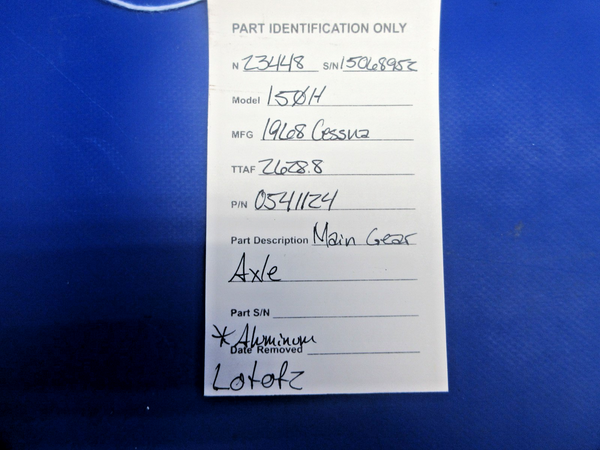 PART IDENTIFICATION ONLY
N 23448 S/N 15068952
Model 150H
MFG 1968 Cessna
TTAF 2628.8
P/N 0541124
Part Description Main Gear
Axle
Part S/N
* Aluminum
Date Removed
Lot of 2